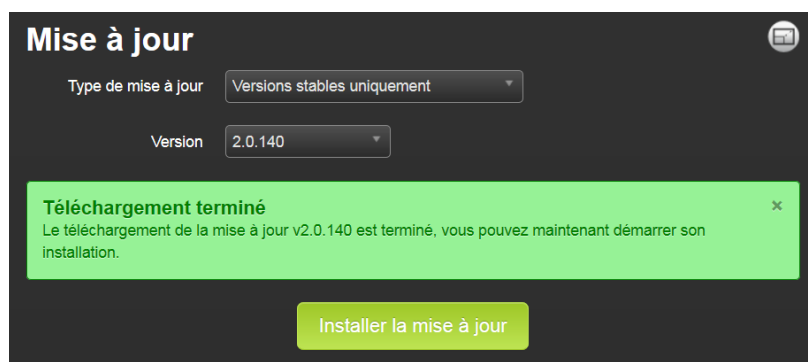 Mise à jour
Type de mise à jour Versions stables uniquement
Version 2.0.140
Téléchargement terminé
Le téléchargement de la mise à jour v2.0.140 est terminé, vous pouvez maintenant démarrer son
installation.
Installer la mise à jour